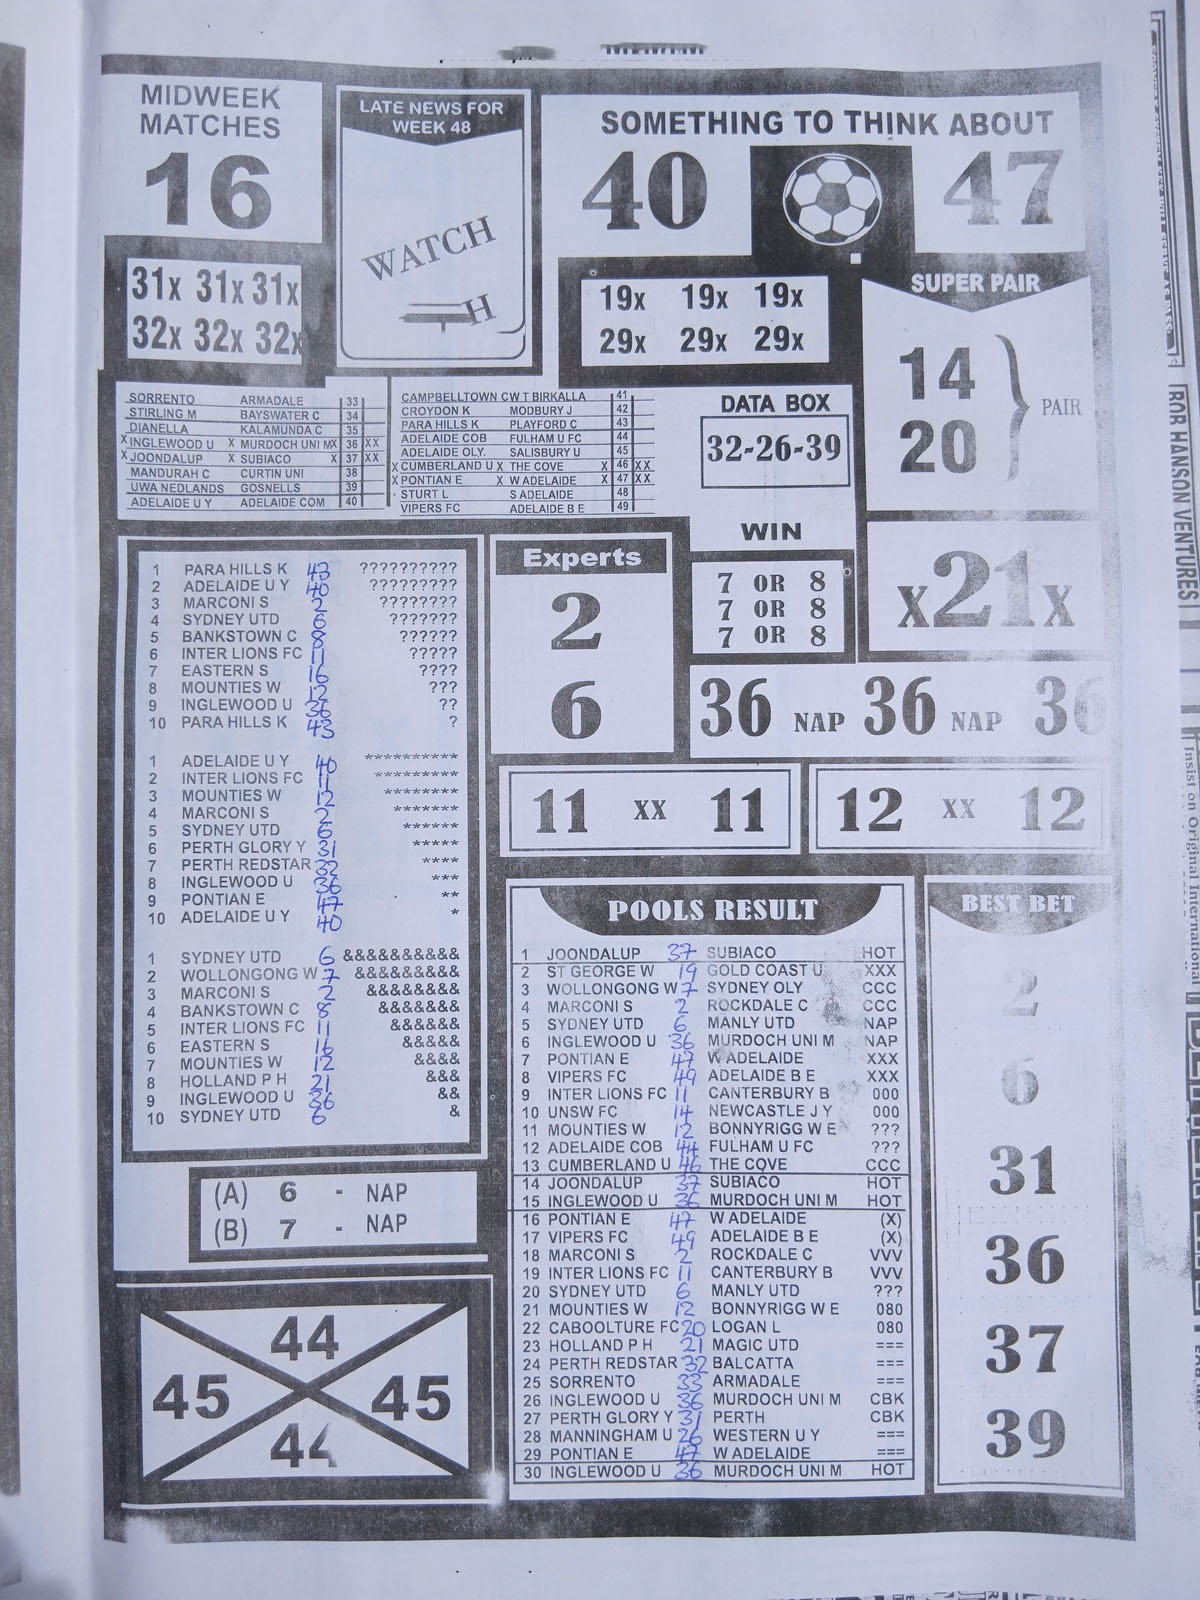 MIDWEEK
MATCHES
16
31x 31x 31x
32x 32x 32x
LATE NEWS FOR
WEEK 48
WATCH
H
SOMETHING TO THINK ABOUT
40 47
19x 19x 19x
29x 29x 29x
SUPER PAIR
14
20
PAIR
SORRENTO ARMADALE 33
STIRLING M BAYSWATER C 34
DIANELLA KALAMUNDA C 35
X INGLEWOOD U X MURDOCH UNI M X 36 XX
X JOONDALUP X SUBIACO X 37 XX
MANDURAH C CURTIN UNI 38
UWA NEDLANDS GOSNELLS 39
ADELAIDE U Y ADELAIDE COM 40
CAMPBELLTOWN C W T BIRKALLA 41
CROYDON K MODBURY J 42
PARA HILLS K PLAYFORD C 43
ADELAIDE COB FULHAM U FC 44
ADELAIDE OLY. SALISBURY U 45
X CUMBERLAND U X THE COVE X 46 XX
X PONTIAN E X W ADELAIDE X 47 XX
STURT L S ADELAIDE 48
VIPERS FC ADELAIDE B E 49
DATA BOX
32-26-39
WIN
7 OR 8
7 OR 8
7 OR 8
X21X
1 PARA HILLS K 43 ??????????
2 ADELAIDE U Y 40 ?????????
3 MARCONI S 2 ????????
4 SYDNEY UTD 6 ???????
5 BANKSTOWN C 8 ??????
6 INTER LIONS FC 11 ?????
7 EASTERN S 16 ????
8 MOUNTIES W 12 ???
9 INGLEWOOD U 36 ??
10 PARA HILLS K 43 ?
1 ADELAIDE U Y 40 **********
2 INTER LIONS FC 11 *********
3 MOUNTIES W 12 ********
4 MARCONI S 2 *******
5 SYDNEY UTD 6 ******
6 PERTH GLORY Y 31 *****
7 PERTH REDSTAR 32 ****
8 INGLEWOOD U 36 ***
9 PONTIAN E 47 **
10 ADELAIDE U Y 40 *
1 SYDNEY UTD 6 &&&&&&&&&&
2 WOLLONGONG W 7 &&&&&&&&&
3 MARCONI S 2 &&&&&&&&
4 BANKSTOWN C 8 &&&&&&&
5 INTER LIONS FC 11 &&&&&&
6 EASTERN S 16 &&&&&
7 MOUNTIES W 12 &&&&
8 HOLLAND P H 21 &&&
9 INGLEWOOD U 36 &&
10 SYDNEY UTD 6 &
Experts
2
6
36 NAP 36 NAP 36
11 xx 11
12 xx 12
(A) 6 - NAP
(B) 7 - NAP
44
45 45
44
POOLS RESULT
1 JOONDALUP 37 SUBIACO HOT
2 ST GEORGE W 19 GOLD COAST U XXX
3 WOLLONGONG W 7 SYDNEY OLY CCC
4 MARCONI S 2 ROCKDALE C CCC
5 SYDNEY UTD 6 MANLY UTD NAP
6 INGLEWOOD U 36 MURDOCH UNI M NAP
7 PONTIAN E 47 W ADELAIDE XXX
8 VIPERS FC 49 ADELAIDE B E XXX
9 INTER LIONS FC 11 CANTERBURY B 000
10 UNSW FC 14 NEWCASTLE J Y 000
11 MOUNTIES W 12 BONNYRIGG W E ???
12 ADELAIDE COB 44 FULHAM U FC ???
13 CUMBERLAND U 46 THE COVE CCC
14 JOONDALUP 37 SUBIACO HOT
15 INGLEWOOD U 36 MURDOCH UNI M HOT
16 PONTIAN E 47 W ADELAIDE (X)
17 VIPERS FC 49 ADELAIDE B E (X)
18 MARCONI S 2 ROCKDALE C VVV
19 INTER LIONS FC 11 CANTERBURY B VVV
20 SYDNEY UTD 6 MANLY UTD ???
21 MOUNTIES W 12 BONNYRIGG W E 080
22 CABOOLTURE FC 20 LOGAN L 080
23 HOLLAND P H 21 MAGIC UTD ===
24 PERTH REDSTAR 32 BALCATTA ===
25 SORRENTO 33 ARMADALE ===
26 INGLEWOOD U 36 MURDOCH UNI M CBK
27 PERTH GLORY Y 31 PERTH CBK
28 MANNINGHAM U 26 WESTERN U Y ===
29 PONTIAN E 47 W ADELAIDE ===
30 INGLEWOOD U 36 MURDOCH UNI M HOT
BEST BET
2
6
31
36
37
39
ROR HANSON VENTURES
Insist on Original International